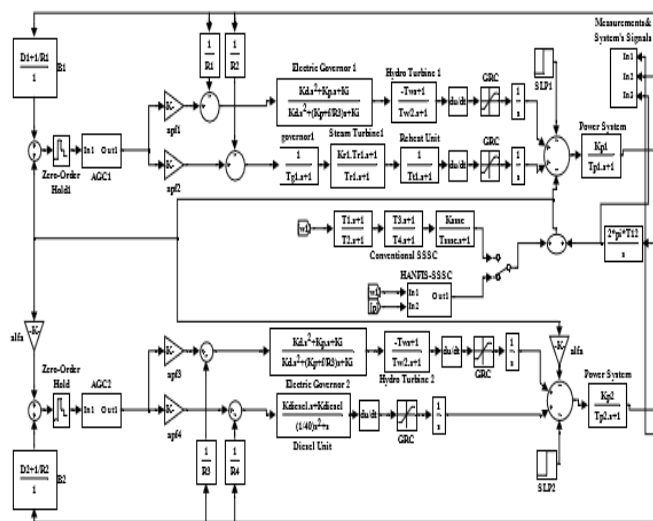 D1+1/R1
1
B1
1
R1
1
R2
Electric Governor 1
Kd.s²+Kp.s+Ki
Kd.s²+(Kp+f/R3)s+Ki
Hydro Turbine 1
-Tws+1
Tw2.s+1
du/dt
GRC
1
s
SLP1
Measurements&
System's Signals
In1
In2
In3
Zero-Order
Hold1
In1 Out1
AGC1
-K-
apf1
-K-
apf2
governor1
1
Tg1.s+1
Steam Turbine1
Kr1.Tr1.s+1
Tr1.s+1
Reheat Unit
1
Tt1.s+1
du/dt
GRC
1
s
Power System
Kp1
Tp1.s+1
w1
T1.s+1
T2.s+1
T3.s+1
T4.s+1
Ksssc
Tsssc.s+1
Conventional SSSC
2*pi*T12
s
HANFIS-SSSC
w1
In1
In2
Out1
-K-
alfa
Zero-Order
Hold
In1 Out1
AGC2
-K-
apf3
-K-
apf4
Kd.s²+Kp.s+Ki
Kd.s²+(Kp+f/R3)s+Ki
Electric Governor 2
-Tws+1
Tw2.s+1
Hydro Turbine 2
du/dt
GRC
1
s
-K-
alfa
Kdiesel.s+Kdiesel
(1/40)s²+s
Diesel Unit
du/dt
GRC
1
s
Power System
Kp2
Tp2.s+1
SLP2
D2+1/R2
1
B2
1
R3
1
R4